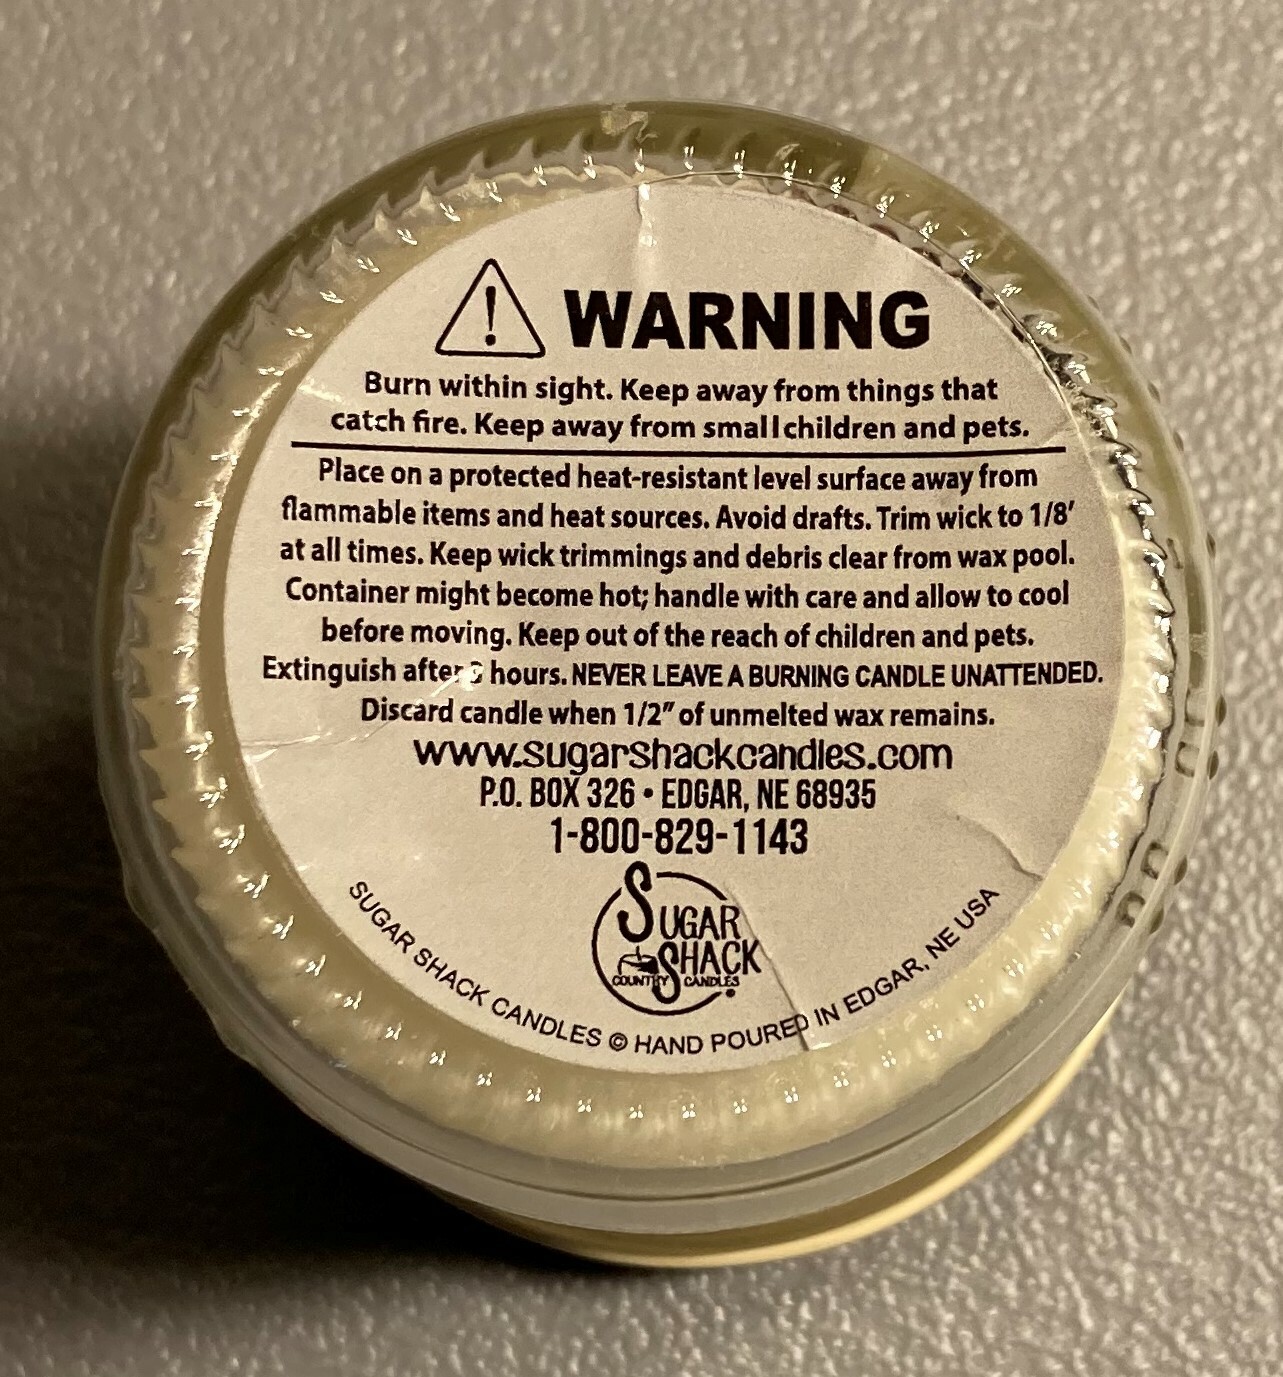 WARNING
Burn within sight. Keep away from things that
catch fire. Keep away from small children and pets.
Place on a protected heat-resistant level surface away from
flammable items and heat sources. Avoid drafts. Trim wick to 1/8'
at all times. Keep wick trimmings and debris clear from wax pool.
Container might become hot; handle with care and allow to cool
before moving. Keep out of the reach of children and pets.
Extinguish after hours. NEVER LEAVE A BURNING CANDLE UNATTENDED.
Discard candle when 1/2" of unmelted wax remains.
www.sugarshackcandles.com
P.O. BOX 326 • EDGAR, NE 68935
1-800-829-1143
SUGAR
SHACK
COUNTRY CANDLES
SUGAR SHACK CANDLES © HAND POURED IN EDGAR, NE USA